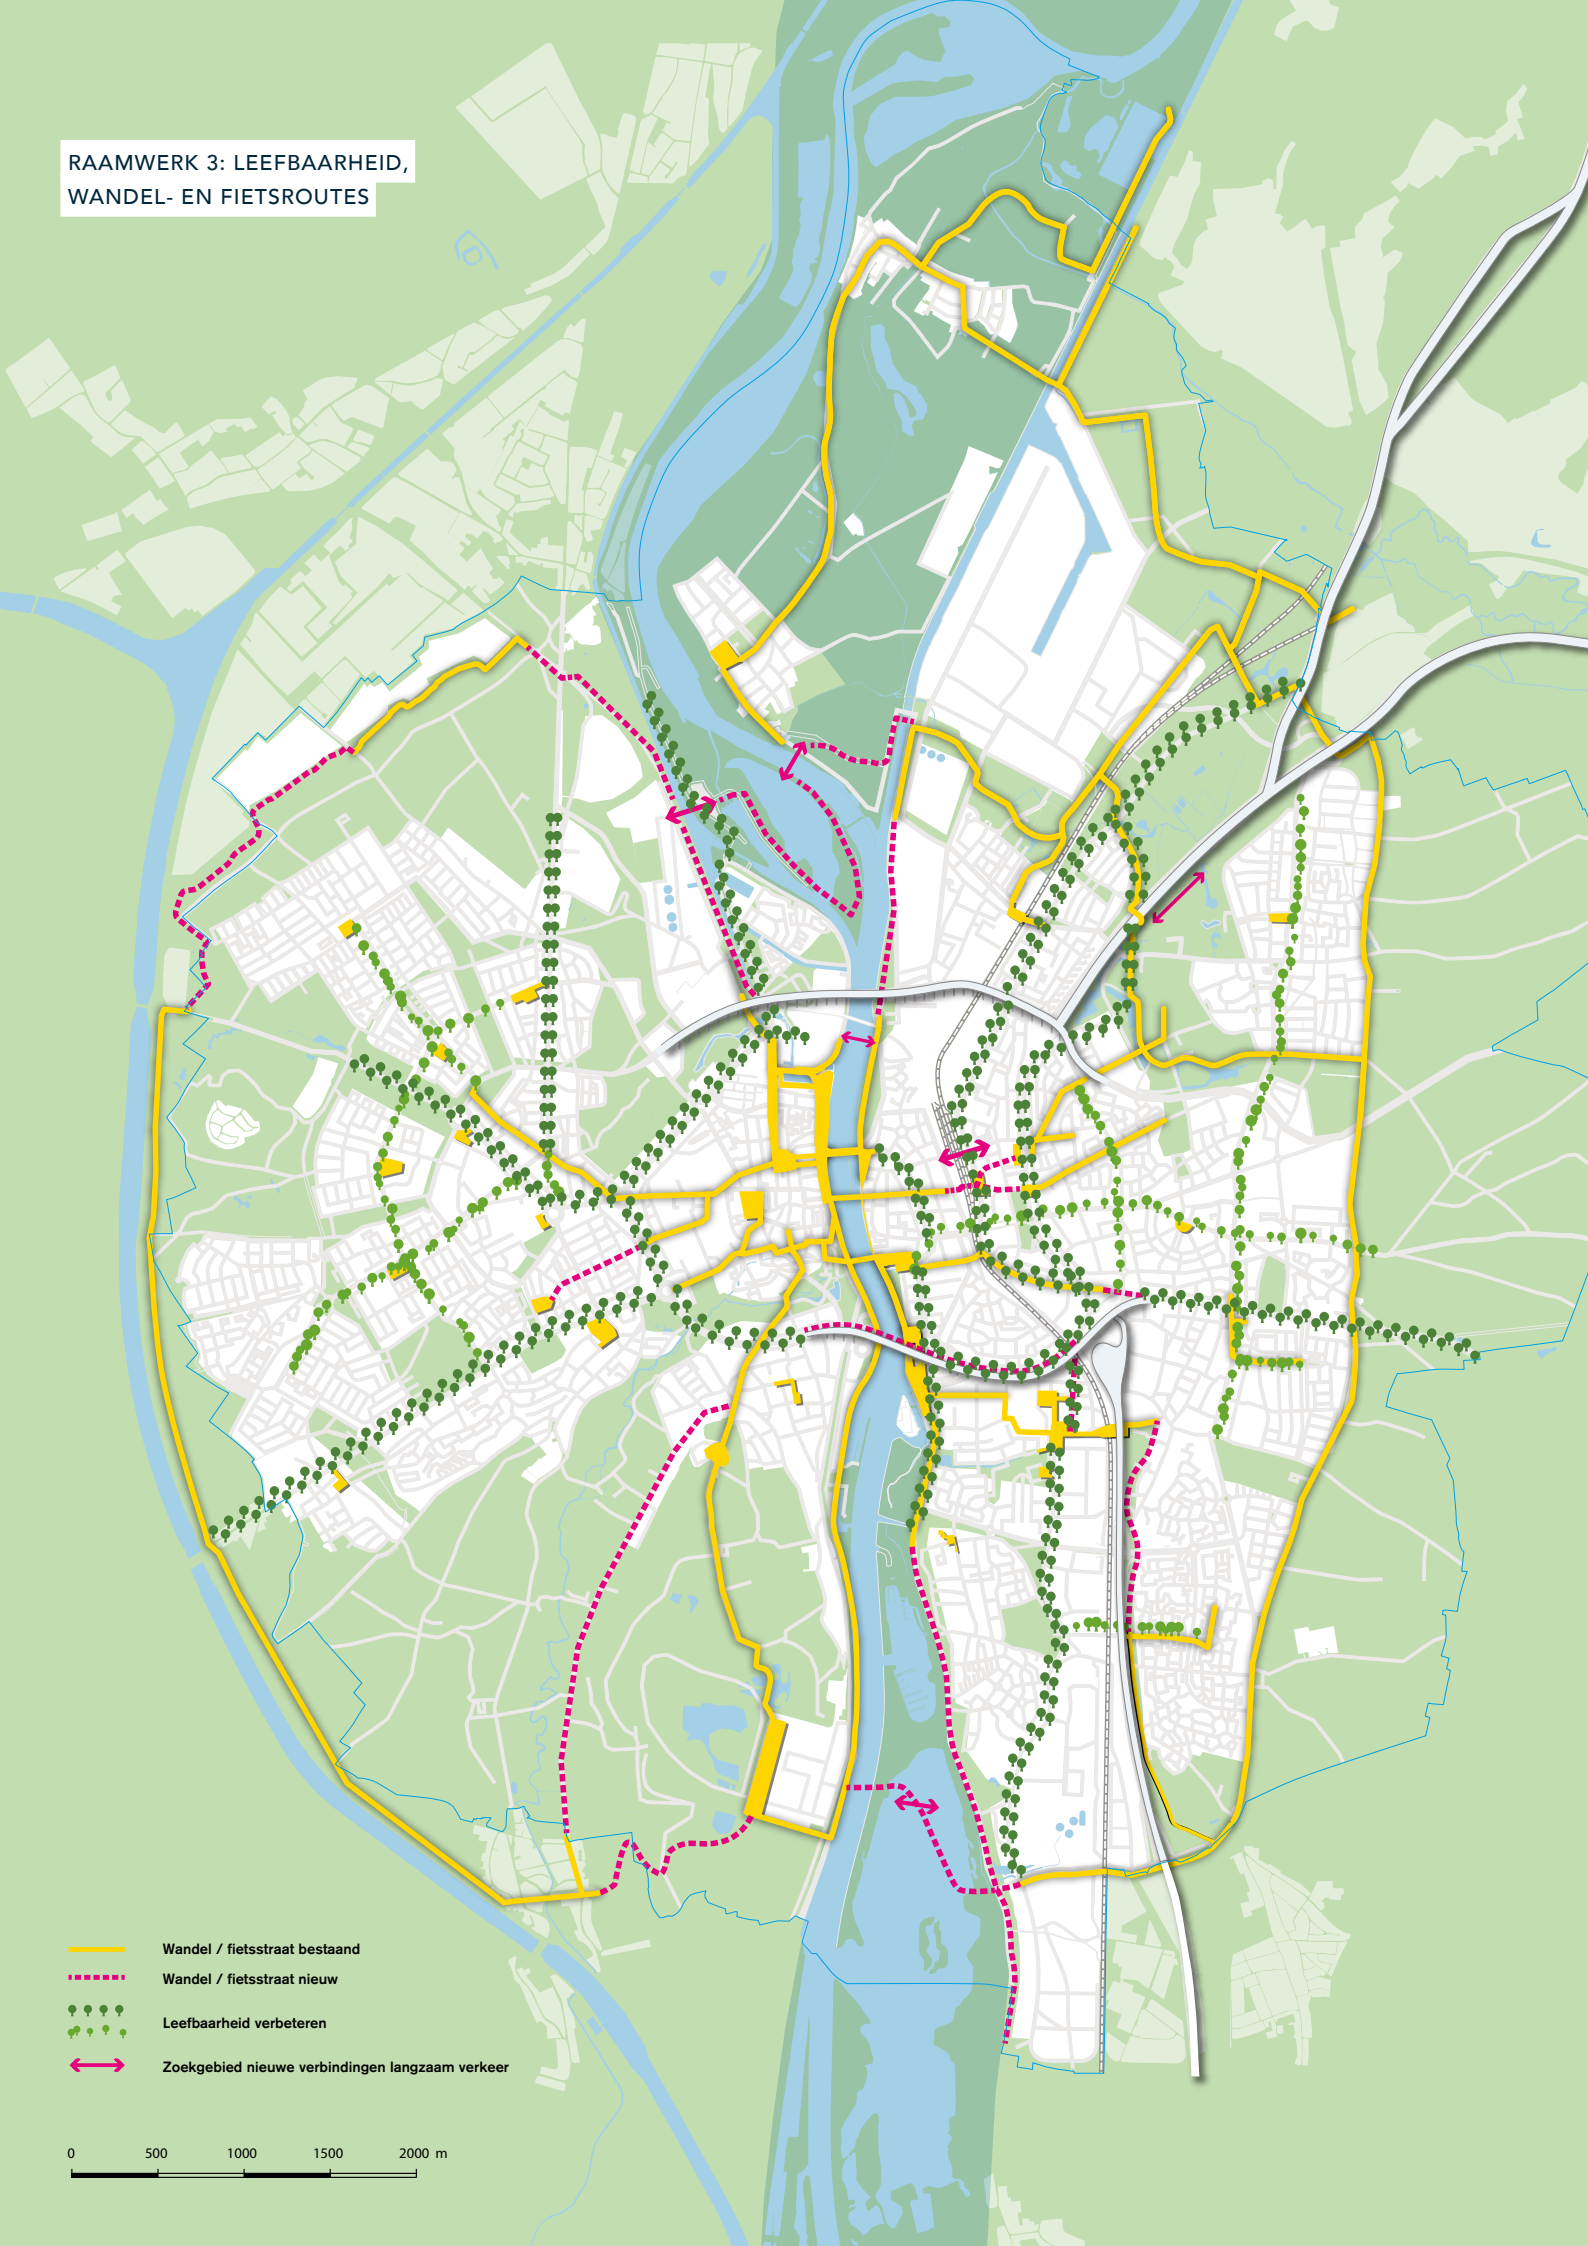 RAAMWERK 3: LEEFBAARHEID,
WANDEL- EN FIETSROUTES
Wandel / fietsstraat bestaand
Wandel / fietsstraat nieuw
Leefbaarheid verbeteren
Zoekgebied nieuwe verbindingen langzaam verkeer
0 500 1000 1500 2000 m